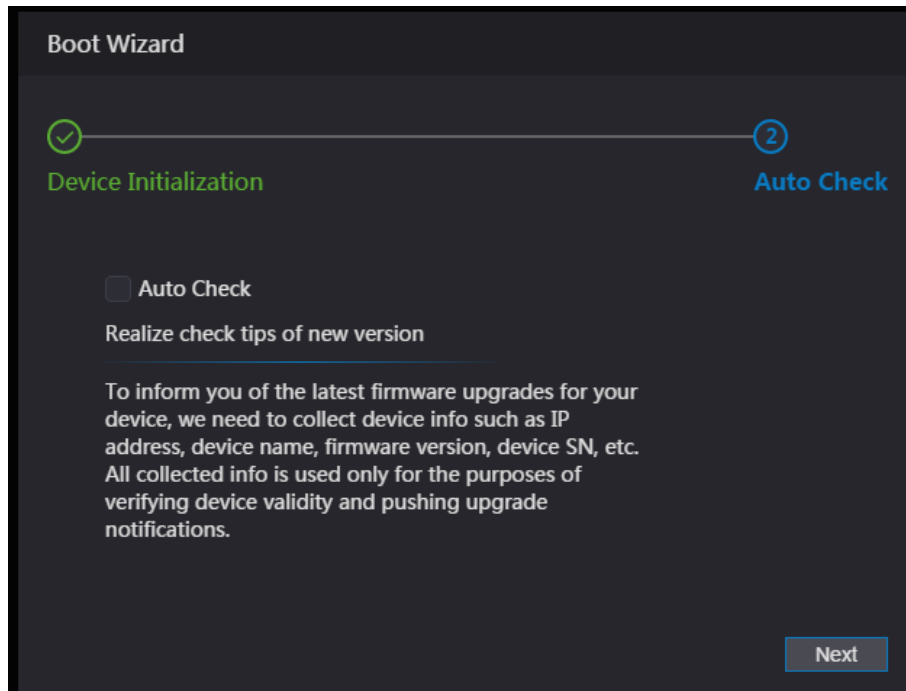 Boot Wizard
2
Device Initialization
Auto Check
Auto Check
Realize check tips of new version
To inform you of the latest firmware upgrades for your
device, we need to collect device info such as IP
address, device name, firmware version, device SN, etc.
All collected info is used only for the purposes of
verifying device validity and pushing upgrade
notifications.
Next